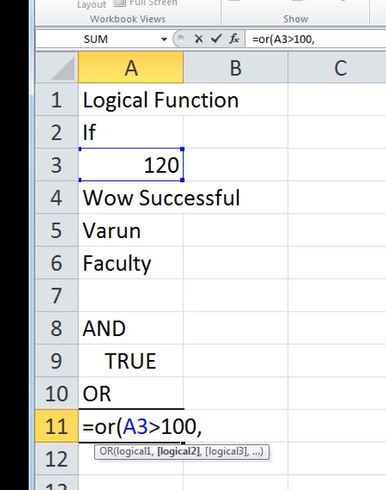 Layout Full Screen
Workbook Views Show
SUM fx =or(A3>100,
A B C
1 Logical Function
2 If
3 120
4 Wow Successful
5 Varun
6 Faculty
7
8 AND
9 TRUE
10 OR
11 =or(A3>100,
OR(logical1, [logical2], [logical3], ...)
12
13